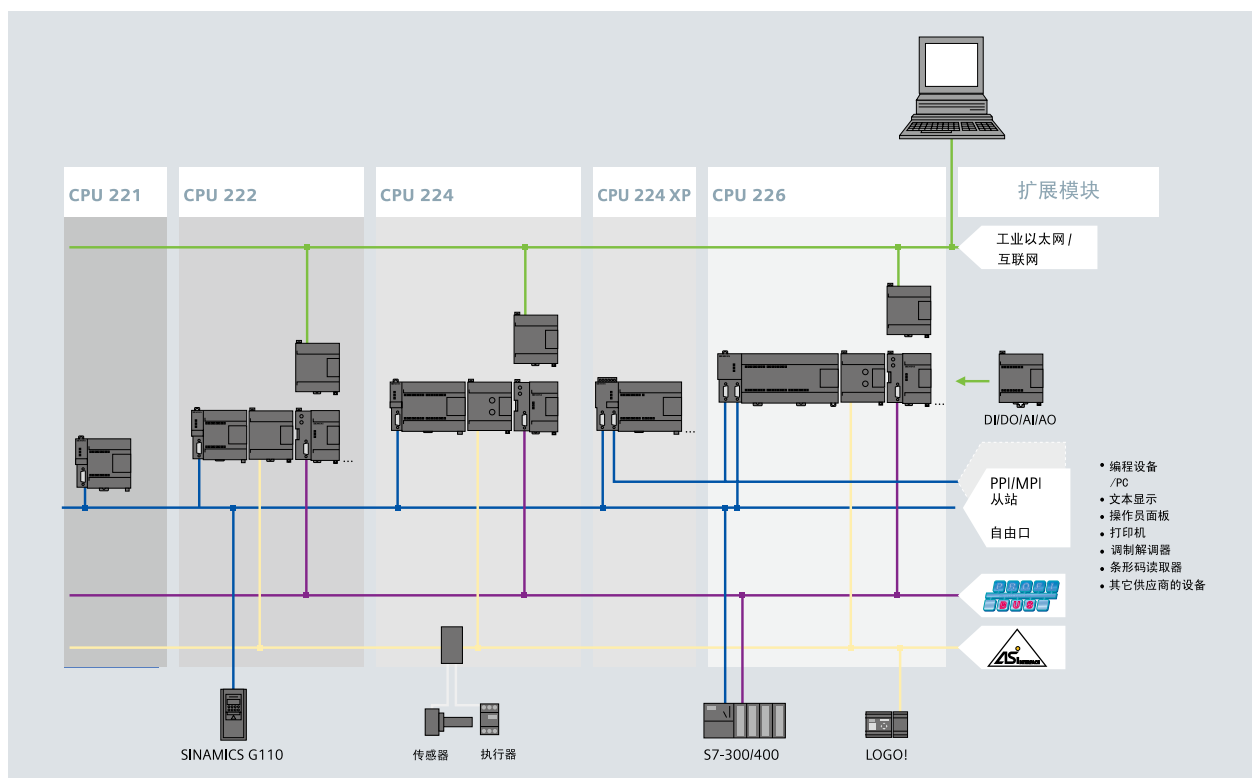 CPU 221
CPU 222
CPU 224
CPU 224 XP
CPU 226
扩展模块
工业以太网/
互联网
DI/DO/AI/AO
...
...
...
...
PPI/MPI
从站
自由口
• 编程设备
/PC
• 文本显示
• 操作员面板
• 打印机
• 调制解调器
• 条形码读取器
• 其它供应商的设备
PROFI
BUS
AS-INTERFACE
SINAMICS G110
传感器
执行器
S7-300/400
LOGO!